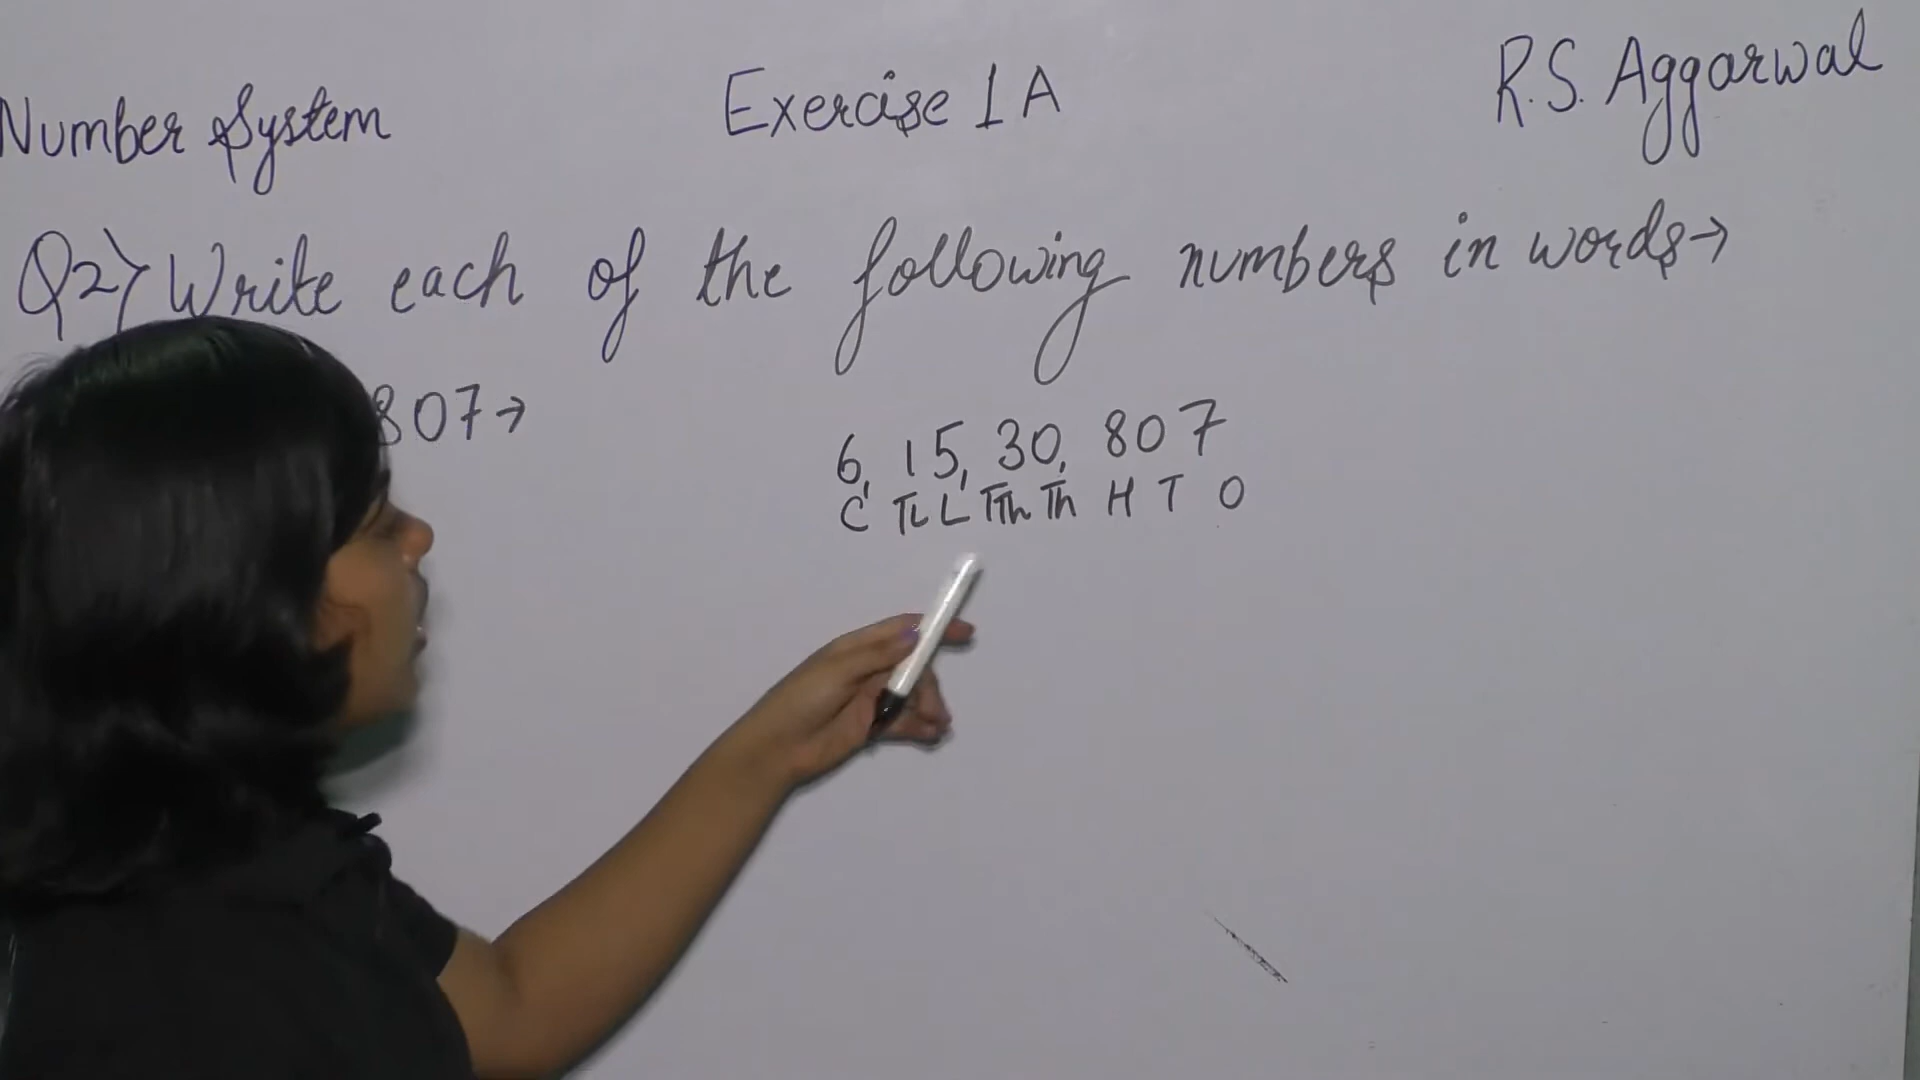 Number System Exercise 1A R.S. Aggarwal
Q2) Write each of the following numbers in words→
807→
6, 15, 30, 807
C TL L TTh Th H T O